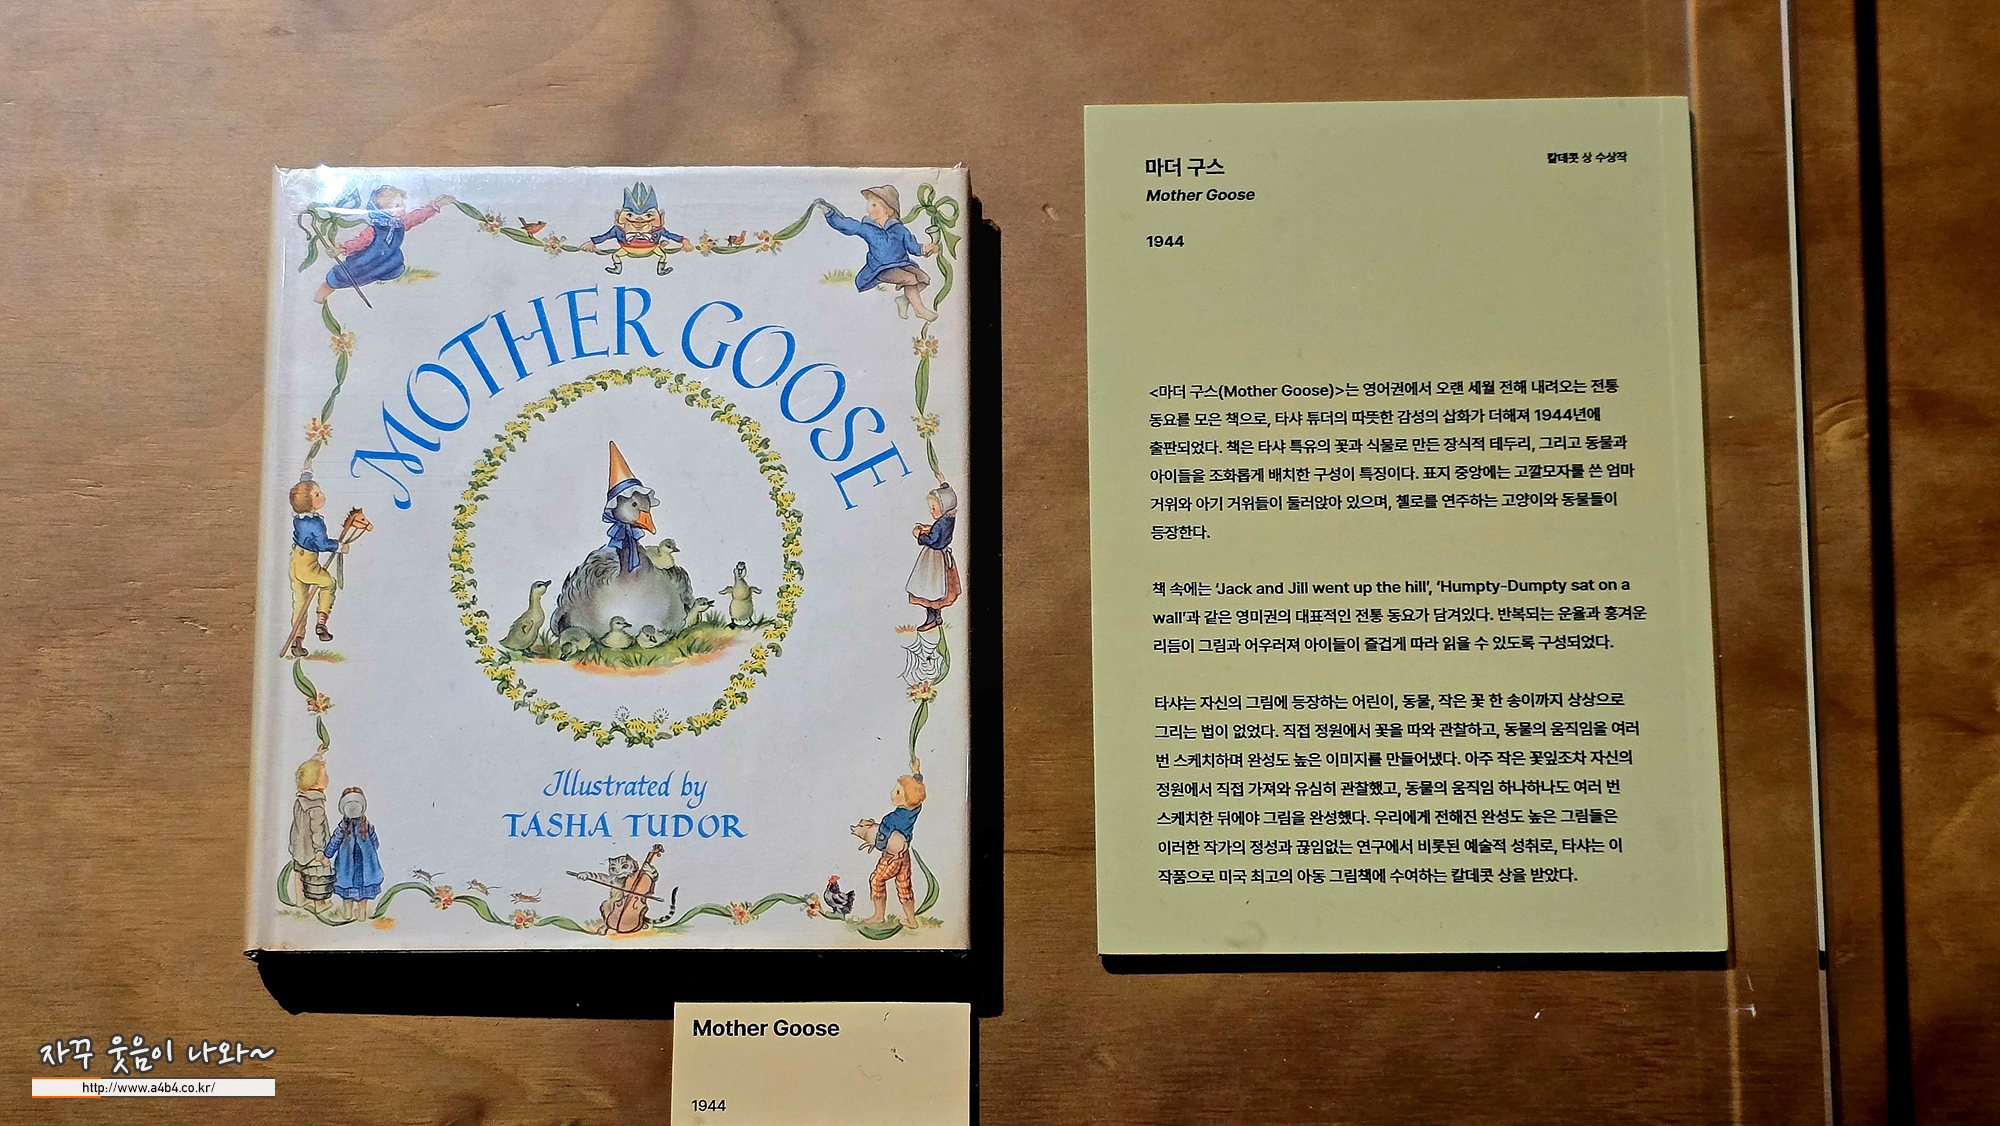 MOTHER GOOSE
Illustrated by
TASHA TUDOR
마더 구스
칼데콧 상 수상작
Mother Goose
1944
<마더 구스(Mother Goose)>는 영어권에서 오랜 세월 전해 내려오는 전통
동요를 모은 책으로, 타샤 튜더의 따뜻한 감성의 삽화가 더해져 1944년에
출판되었다. 책은 타샤 특유의 꽃과 식물로 만든 장식적 테두리, 그리고 동물과
아이들을 조화롭게 배치한 구성이 특징이다. 표지 중앙에는 고깔모자를 쓴 엄마
거위와 아기 거위들이 둘러앉아 있으며, 첼로를 연주하는 고양이와 동물들이
등장한다.
책 속에는 ‘Jack and Jill went up the hill’, ‘Humpty-Dumpty sat on a
wall’과 같은 영미권의 대표적인 전통 동요가 담겨있다. 반복되는 운율과 흥겨운
리듬이 그림과 어우러져 아이들이 즐겁게 따라 읽을 수 있도록 구성되었다.
타샤는 자신의 그림에 등장하는 어린이, 동물, 작은 꽃 한 송이까지 상상으로
그리는 법이 없었다. 직접 정원에서 꽃을 따와 관찰하고, 동물의 움직임을 여러
번 스케치하며 완성도 높은 이미지를 만들어냈다. 아주 작은 꽃잎조차 자신의
정원에서 직접 가져와 유심히 관찰했고, 동물의 움직임 하나하나도 여러 번
스케치한 뒤에야 그림을 완성했다. 우리에게 전해진 완성도 높은 그림들은
이러한 작가의 정성과 끊임없는 연구에서 비롯된 예술적 성취로, 타샤는 이
작품으로 미국 최고의 아동 그림책에 수여하는 칼데콧 상을 받았다.
Mother Goose
1944
자꾸 웃음이 나와~
http://www.a4b4.co.kr/